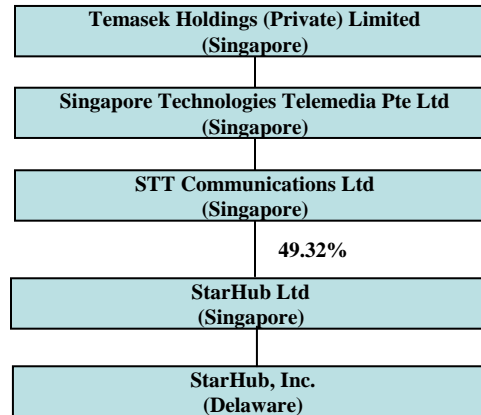 Temasek Holdings (Private) Limited
(Singapore)
Singapore Technologies Telemedia Pte Ltd
(Singapore)
STT Communications Ltd
(Singapore)
49.32%
StarHub Ltd
(Singapore)
StarHub, Inc.
(Delaware)